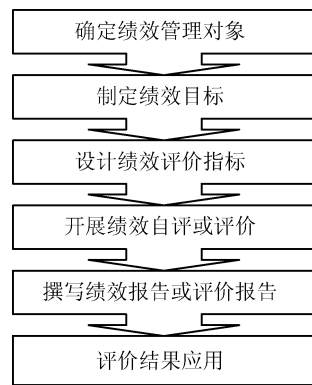 确定绩效管理对象
制定绩效目标
设计绩效评价指标
开展绩效自评或评价
撰写绩效报告或评价报告
评价结果应用